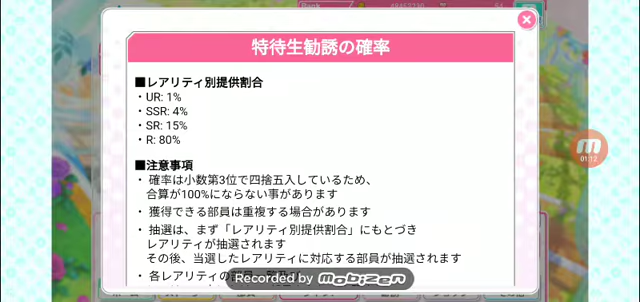 特待生勧誘の確率
■レアリティ別提供割合
・UR: 1%
・SSR: 4%
・SR: 15%
・R: 80%
■注意事項
・ 確率は小数第3位で四捨五入しているため、
合算が100%にならない事があります
・ 獲得できる部員は重複する場合があります
・ 抽選は、まず「レアリティ別提供割合」にもとづき
レアリティが抽選されます
その後、当選したレアリティに対応する部員が抽選されます
・ 各レアリティの
Recorded by mobizen
01:12